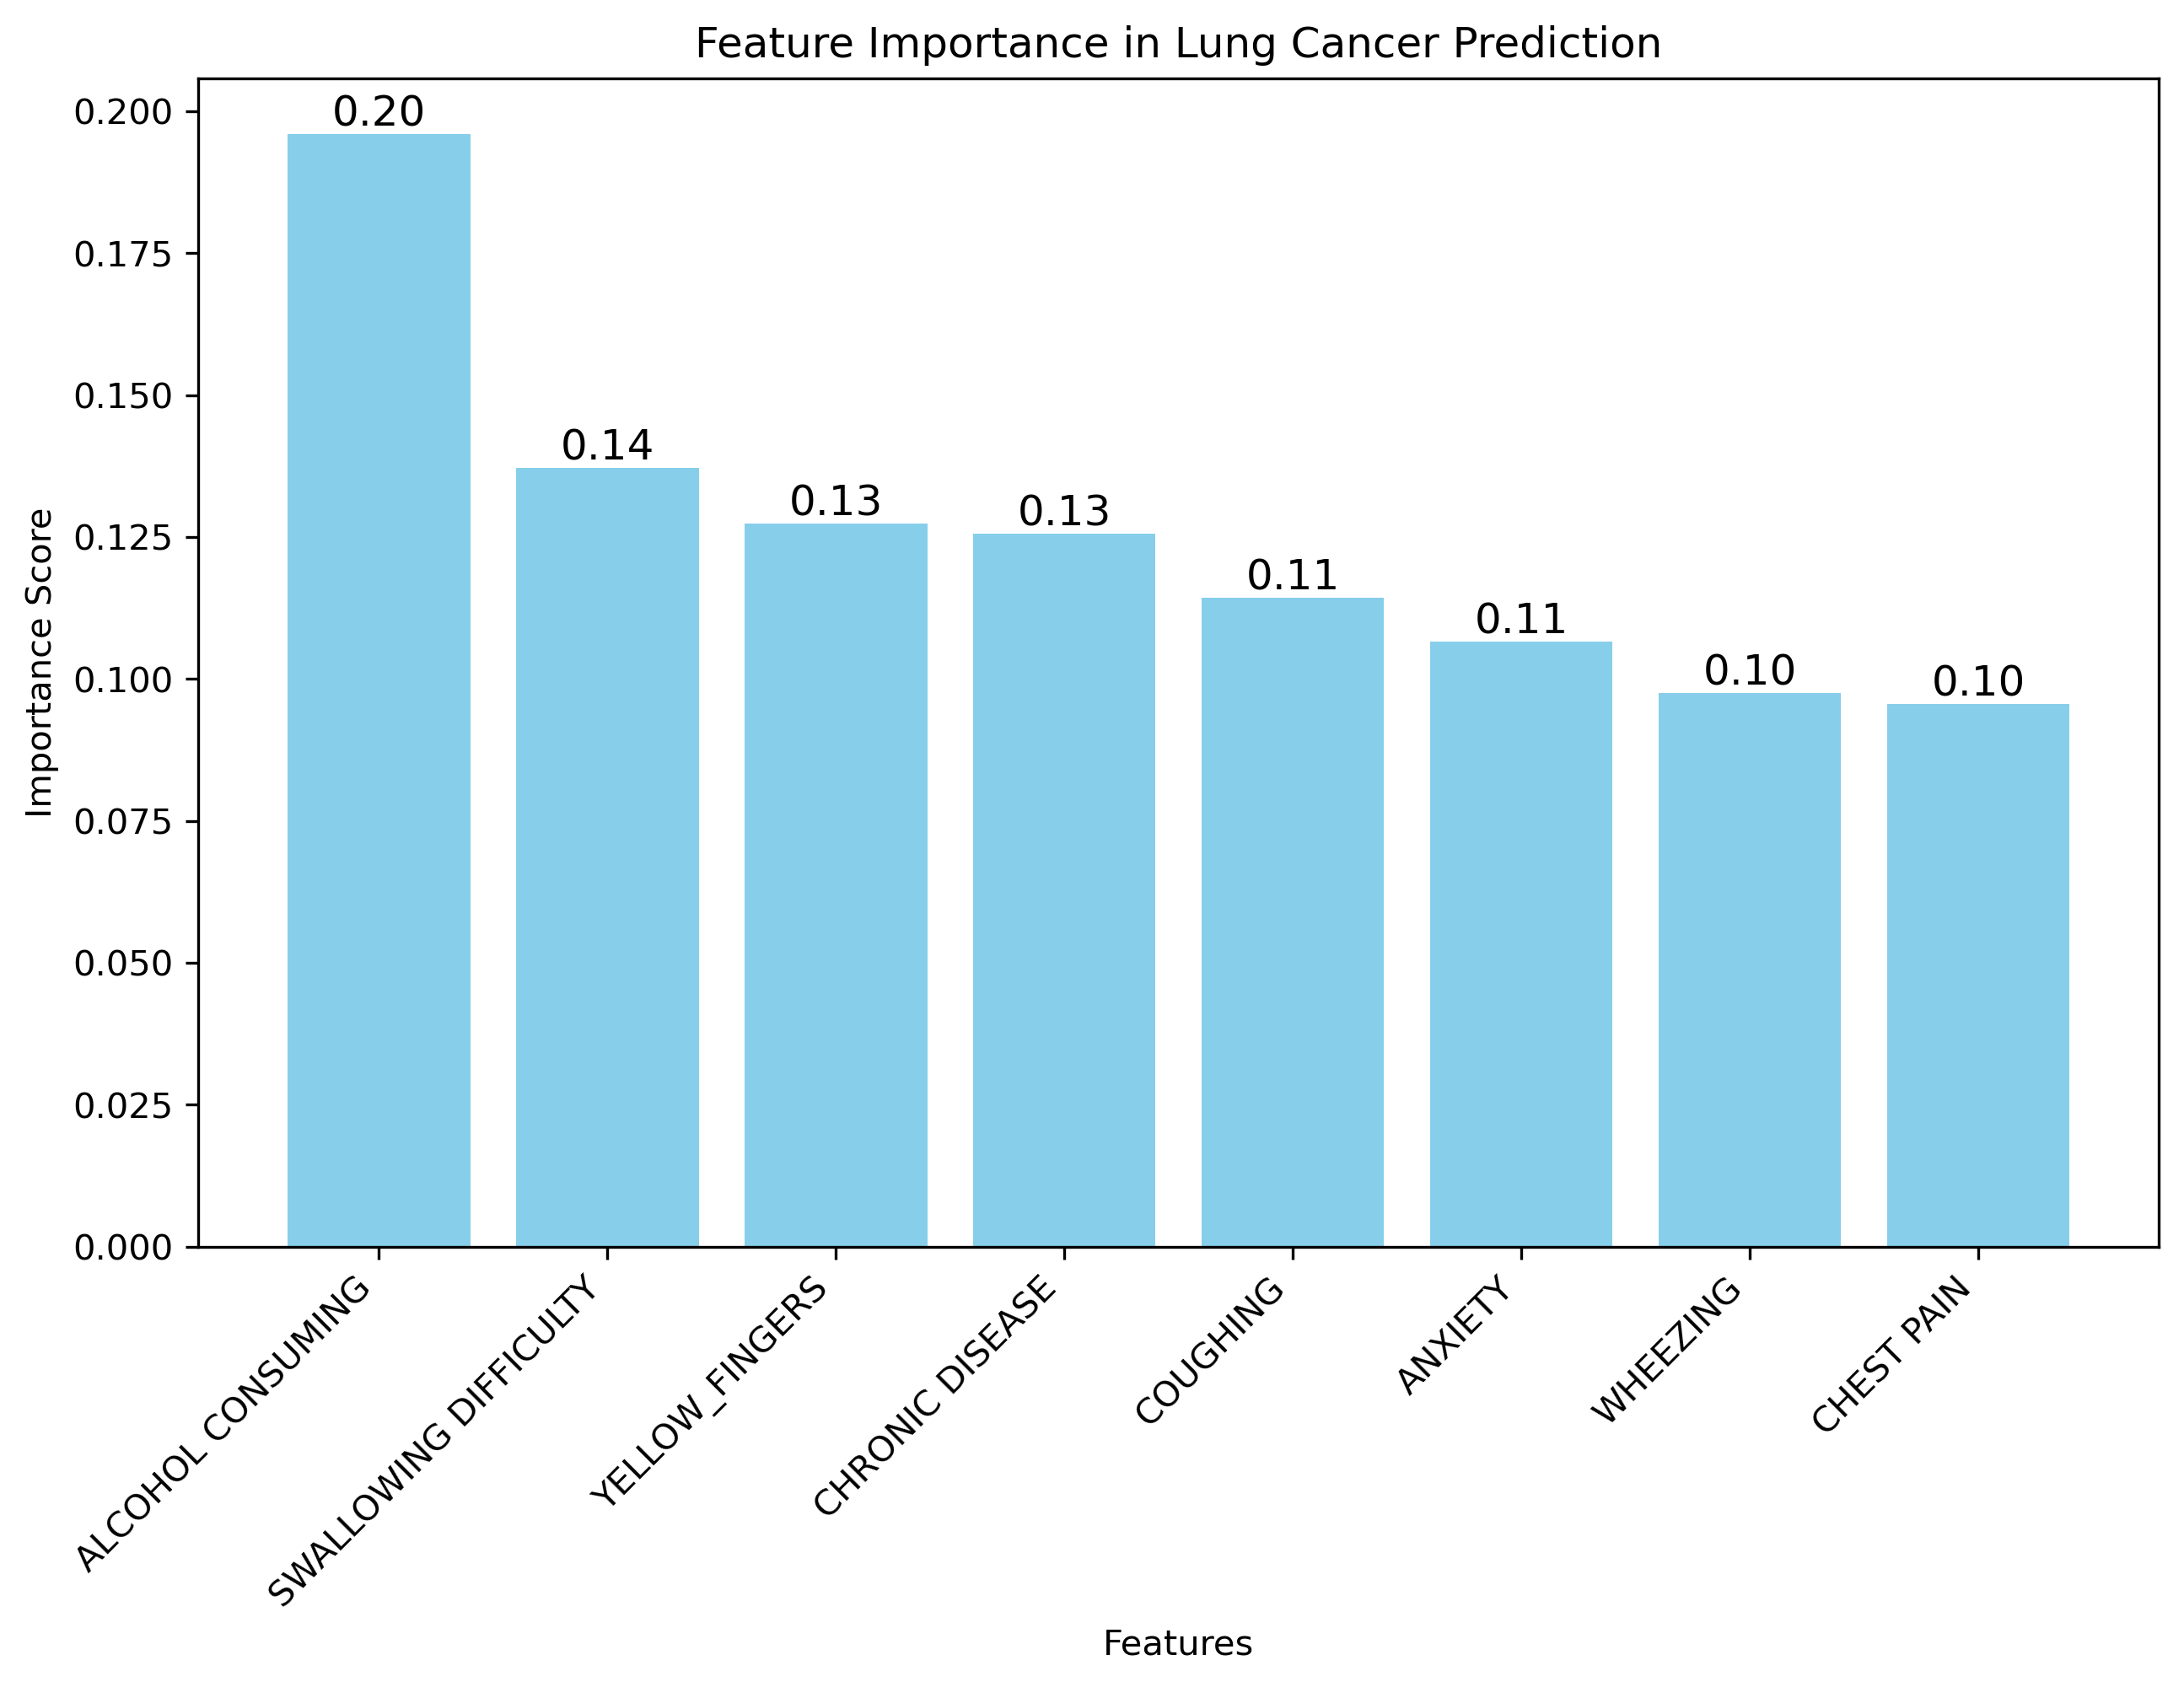 Feature Importance in Lung Cancer Prediction
Importance Score
0.200
0.175
0.150
0.125
0.100
0.075
0.050
0.025
0.000
0.20
0.14
0.13
0.13
0.11
0.11
0.10
0.10
ALCOHOL CONSUMING
SWALLOWING DIFFICULTY
YELLOW_FINGERS
CHRONIC DISEASE
COUGHING
ANXIETY
WHEEZING
CHEST PAIN
Features